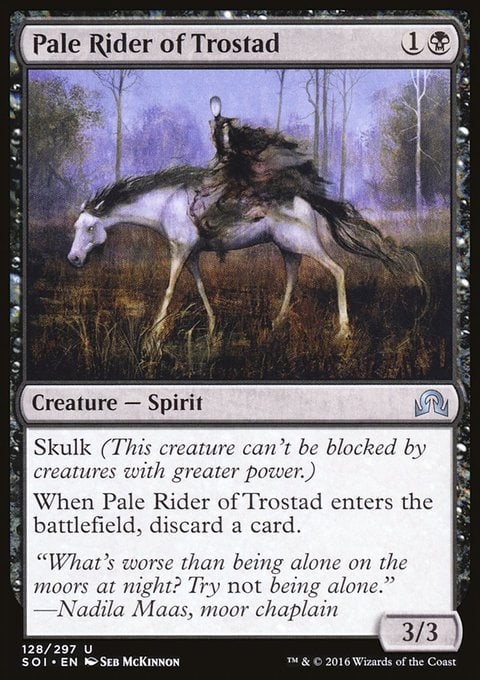 Pale Rider of Trostad 1
Creature — Spirit
Skulk (This creature can't be blocked by
creatures with greater power.)
When Pale Rider of Trostad enters the
battlefield, discard a card.
“What's worse than being alone on the
moors at night? Try not being alone.”
—Nadila Maas, moor chaplain
3/3
128/297 U
SOI • EN Seb McKinnon
™ & © 2016 Wizards of the Coast